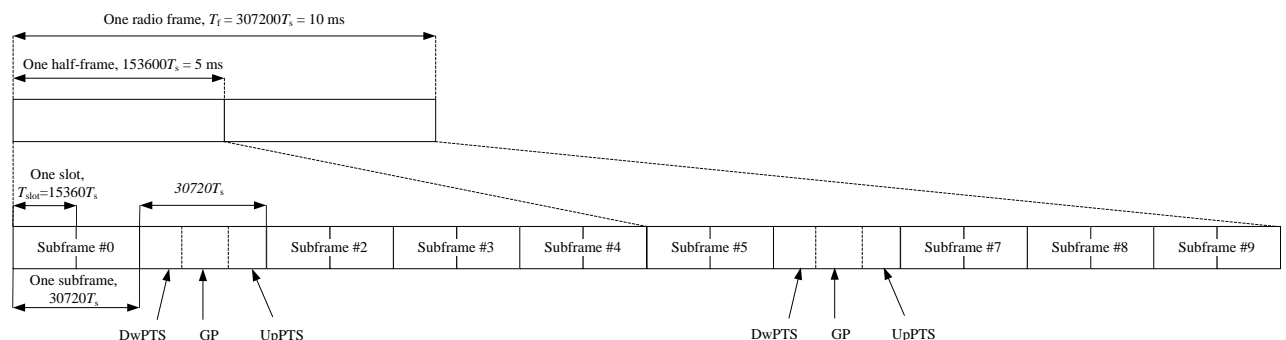 One radio frame, Tf = 307200Ts = 10 ms
One half-frame, 153600Ts = 5 ms
One slot,
Tslot=15360Ts
30720Ts
Subframe #0
Subframe #2
Subframe #3
Subframe #4
Subframe #5
Subframe #7
Subframe #8
Subframe #9
One subframe,
30720Ts
DwPTS
GP
UpPTS
DwPTS
GP
UpPTS